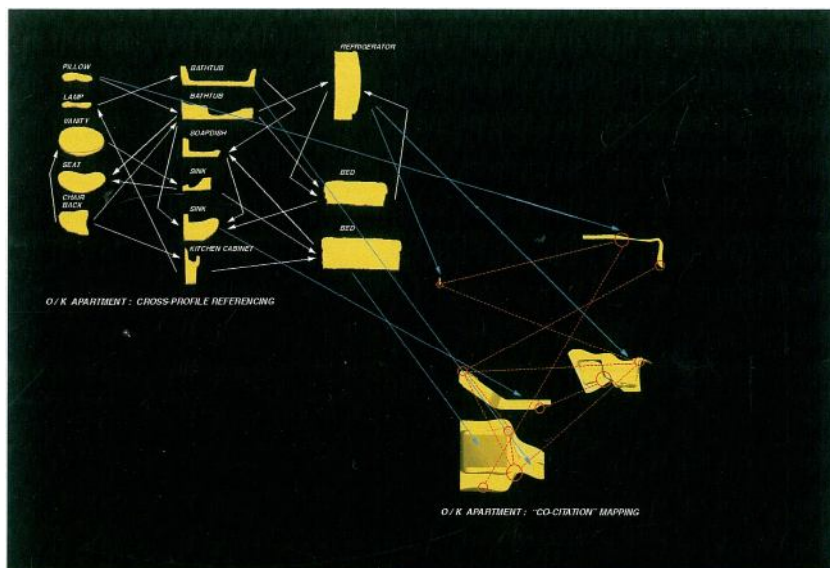 PILLOW
LAMP
VANITY
SEAT
CHAIR
BACK
BATHTUB
BATHTUB
SOAPDISH
SINK
SINK
KITCHEN CABINET
REFRIGERATOR
BED
BED
O / K APARTMENT : CROSS-PROFILE REFERENCING
O / K APARTMENT : "CO-CITATION" MAPPING